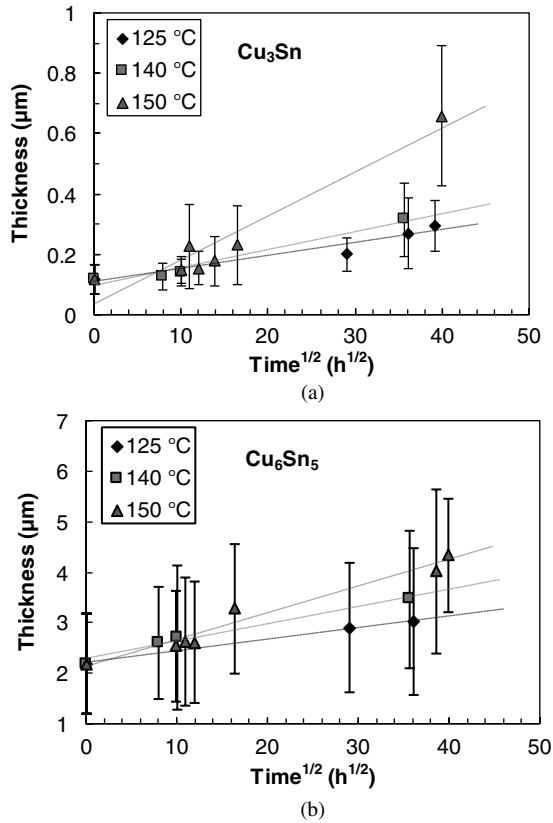 1
0.8
0.6
0.4
0.2
0
Thickness (μm)
125 °C
140 °C
150 °C
Cu₃Sn
0 10 20 30 40 50
Time¹/² (h¹/²)
(a)
7
6
5
4
3
2
1
Thickness (μm)
125 °C
140 °C
150 °C
Cu₆Sn₅
0 10 20 30 40 50
Time¹/² (h¹/²)
(b)